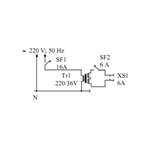 ~ 220 V; 50 Hz
SF1
16A
SF2
6 A
Tr1
220/36V
XS1
6A
N